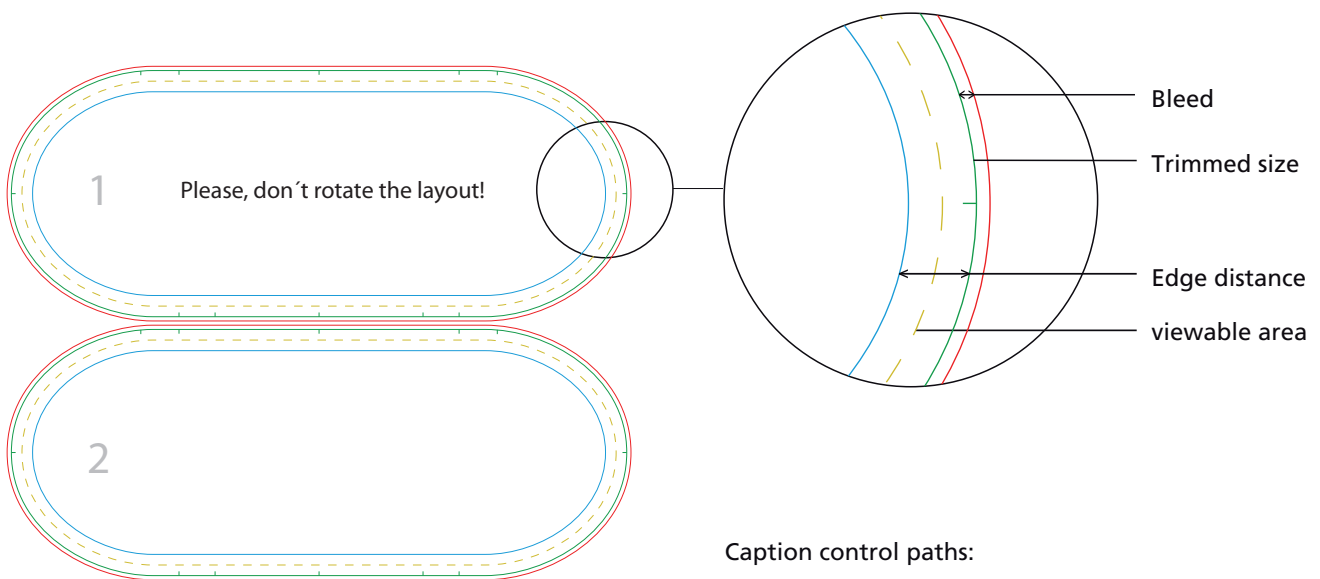 1
Please, don´t rotate the layout!
2
Bleed
Trimmed size
Edge distance
viewable area
Caption control paths: